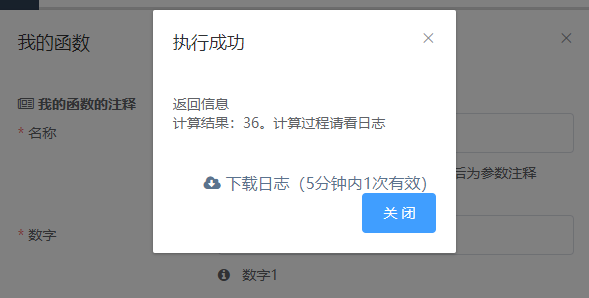 我的函数
执行成功
我的函数的注释
返回信息
计算结果：36。计算过程请看日志
* 名称
后为参数注释
下载日志（5分钟内1次有效）
关 闭
* 数字
数字1